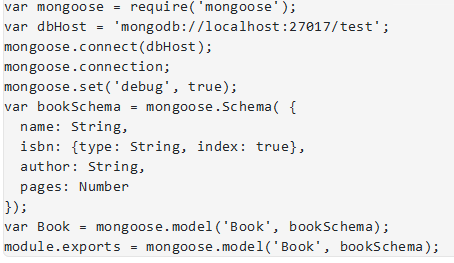 var mongoose = require('mongoose');
var dbHost = 'mongodb://localhost:27017/test';
mongoose.connect(dbHost);
mongoose.connection;
mongoose.set('debug', true);
var bookSchema = mongoose.Schema( {
  name: String,
  isbn: {type: String, index: true},
  author: String,
  pages: Number
});
var Book = mongoose.model('Book', bookSchema);
module.exports = mongoose.model('Book', bookSchema);